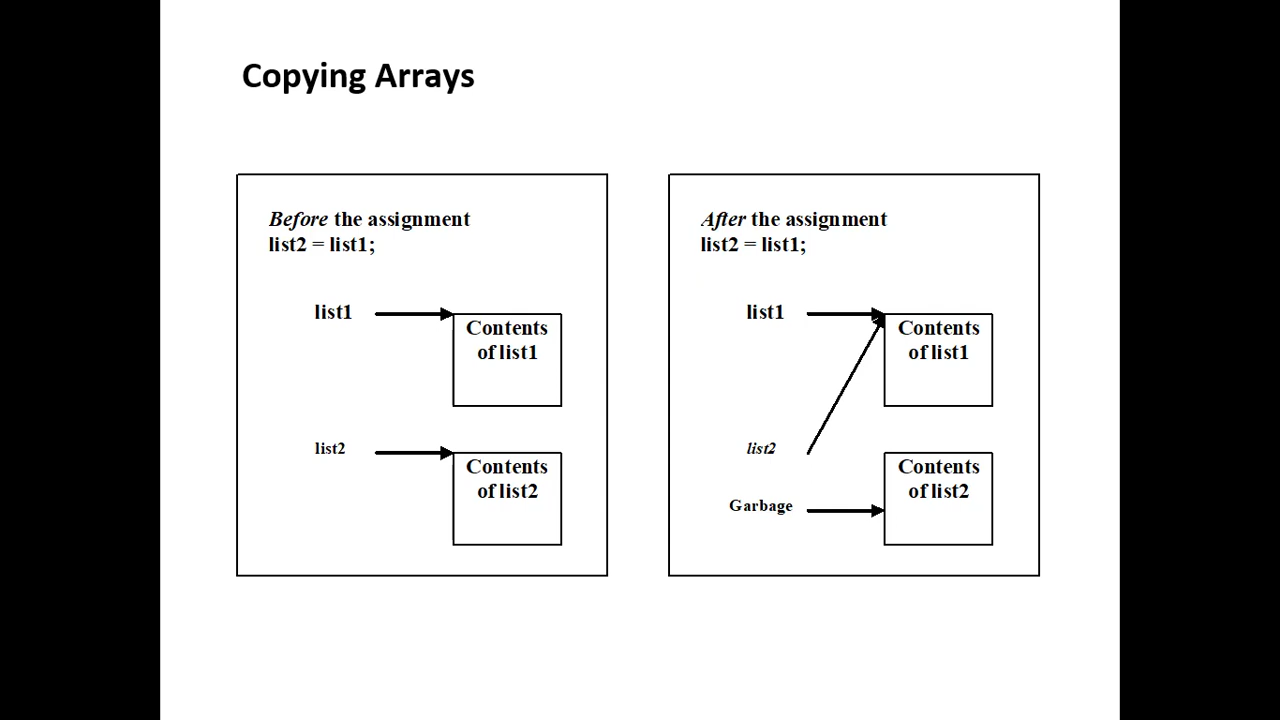 Copying Arrays
Before the assignment
list2 = list1;
list1
Contents
of list1
list2
Contents
of list2
After the assignment
list2 = list1;
list1
Contents
of list1
list2
Garbage
Contents
of list2